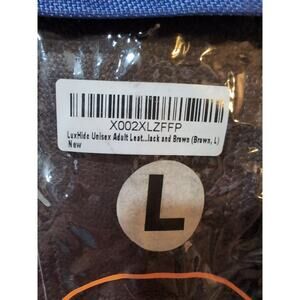 X002XLZFFP
LuxHide Unisex Adult Leat...lack and Brown (Brown, L)
New
L